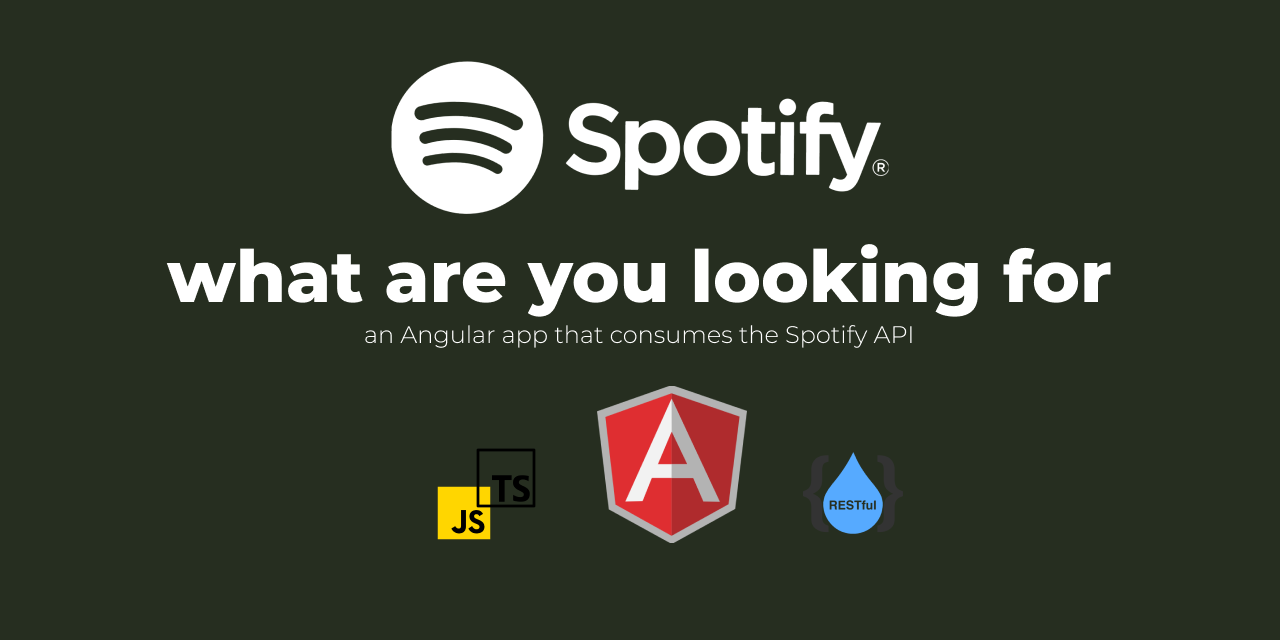 Spotify®
what are you looking for
an Angular app that consumes the Spotify API
A
TS
JS
RESTful